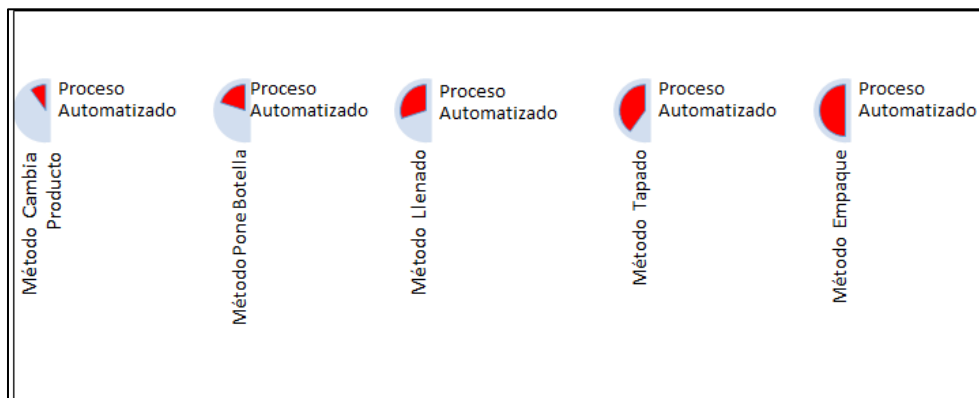 Proceso
Automatizado
Método Cambia
Producto
Proceso
Automatizado
Método Pone Botella
Proceso
Automatizado
Método Llenado
Proceso
Automatizado
Método Tapado
Proceso
Automatizado
Método Empaque